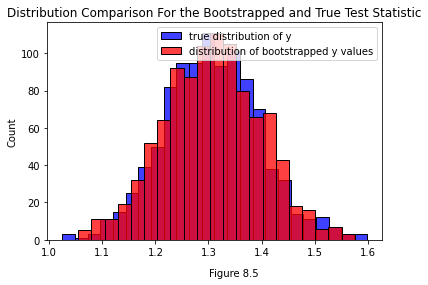 Distribution Comparison For the Bootstrapped and True Test Statistic
true distribution of y
distribution of bootstrapped y values
Count
100
80
60
40
20
0
1.0 1.1 1.2 1.3 1.4 1.5 1.6
Figure 8.5